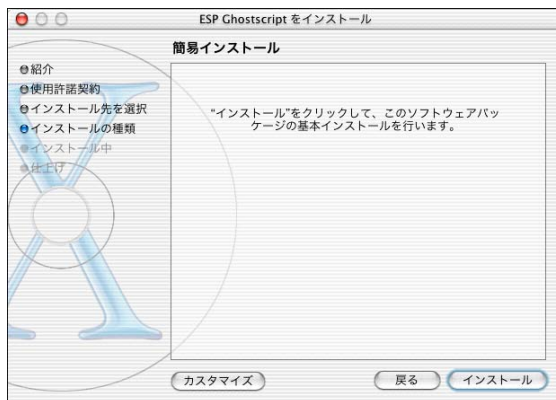 ESP Ghostscript をインストール
簡易インストール
紹介
使用許諾契約
インストール先を選択
インストールの種類
インストール中
仕上げ
“インストール”をクリックして、このソフトウェアパッ
ケージの基本インストールを行います。
カスタマイズ
戻る
インストール